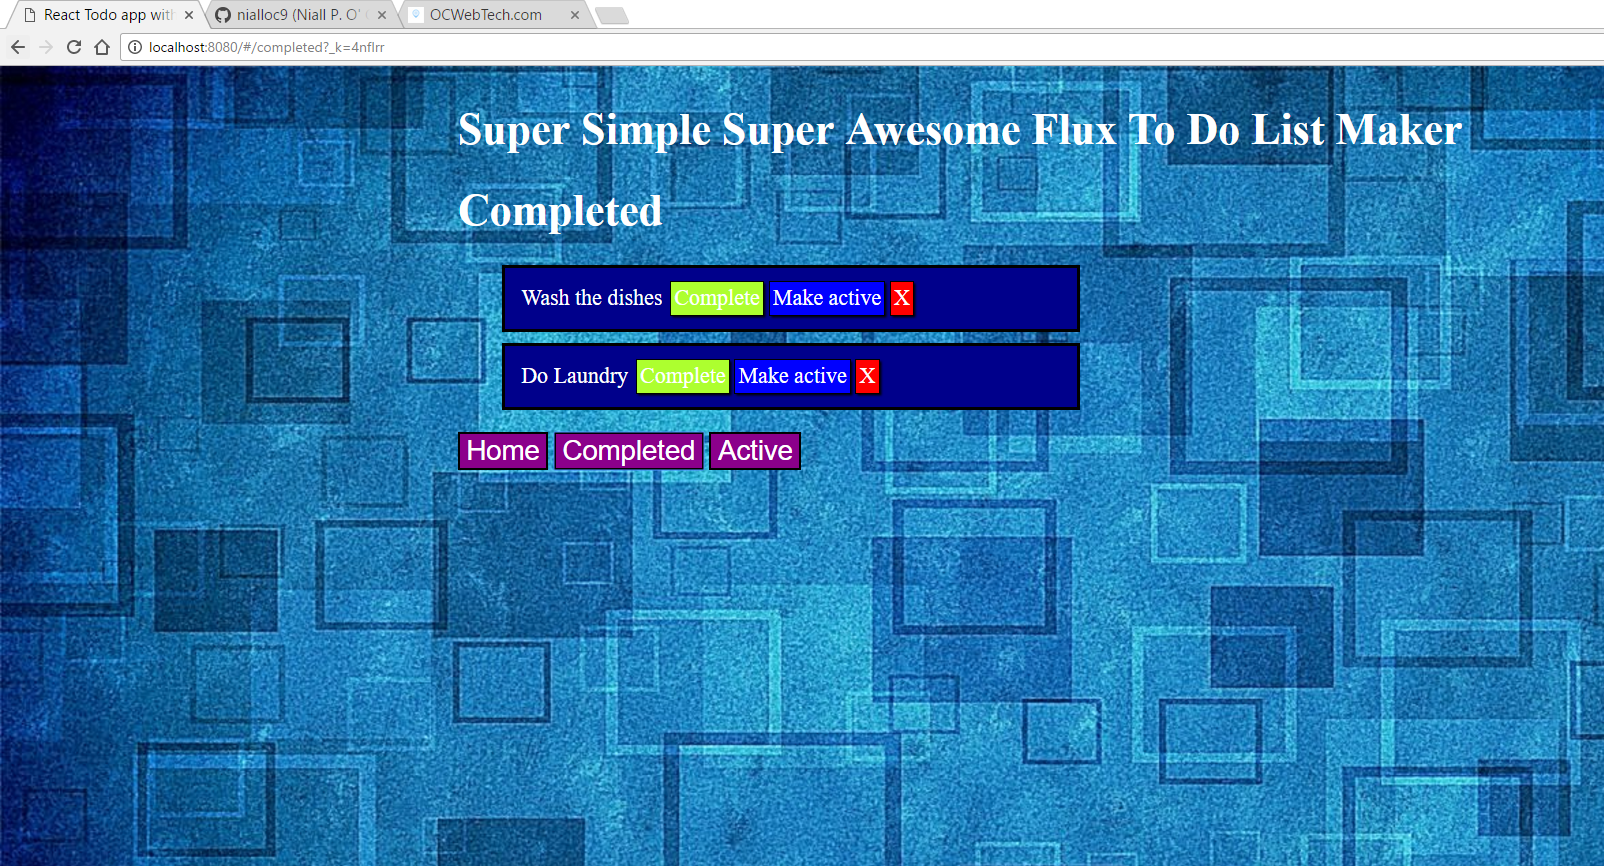 React Todo app with
nialloc9 (Niall P. O'
OCWebTech.com
localhost:8080/#/completed?_k=4nflrr
Super Simple Super Awesome Flux To Do List Maker
Completed
Wash the dishes Complete Make active X
Do Laundry Complete Make active X
Home Completed Active